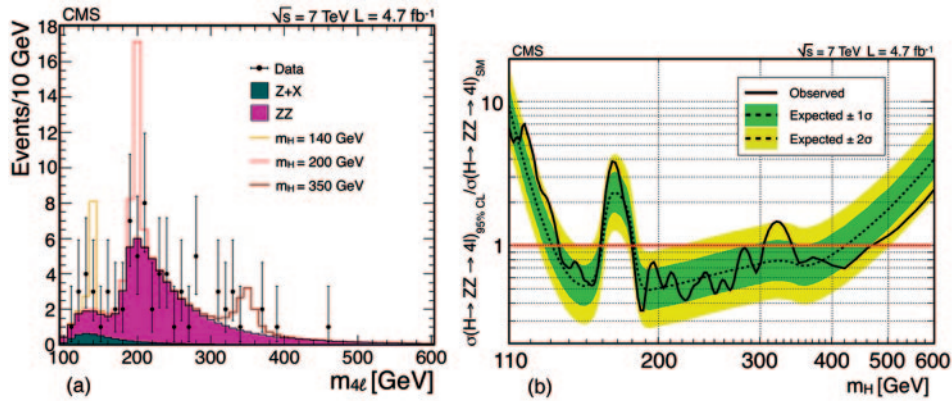 CMS √s = 7 TeV L = 4.7 fb⁻¹
Events/10 GeV
18
16
14
12
10
8
6
4
2
0
Data
Z+X
ZZ
m_H = 140 GeV
m_H = 200 GeV
m_H = 350 GeV
100 200 300 400 500 600
(a) m_4ℓ [GeV]
CMS √s = 7 TeV L = 4.7 fb⁻¹
σ(H→ ZZ → 4l)_95% CL/σ(H→ ZZ → 4l)_SM
10
1
Observed
Expected ± 1σ
Expected ± 2σ
110 200 300 400 500 600
(b) m_H [GeV]